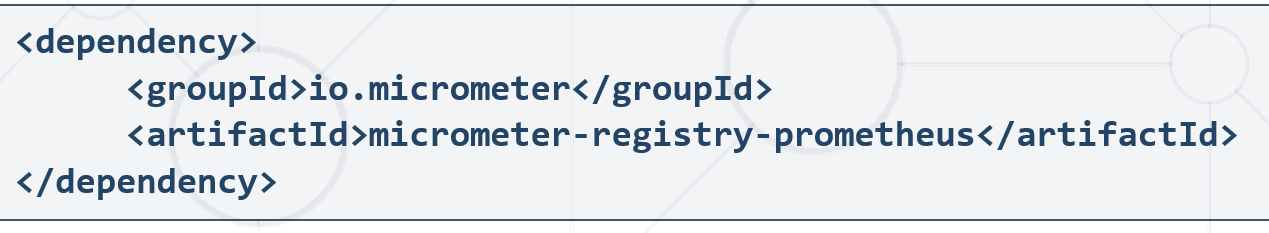 <dependency>
<groupId>io.micrometer</groupId>
<artifactId>micrometer-registry-prometheus</artifactId>
</dependency>